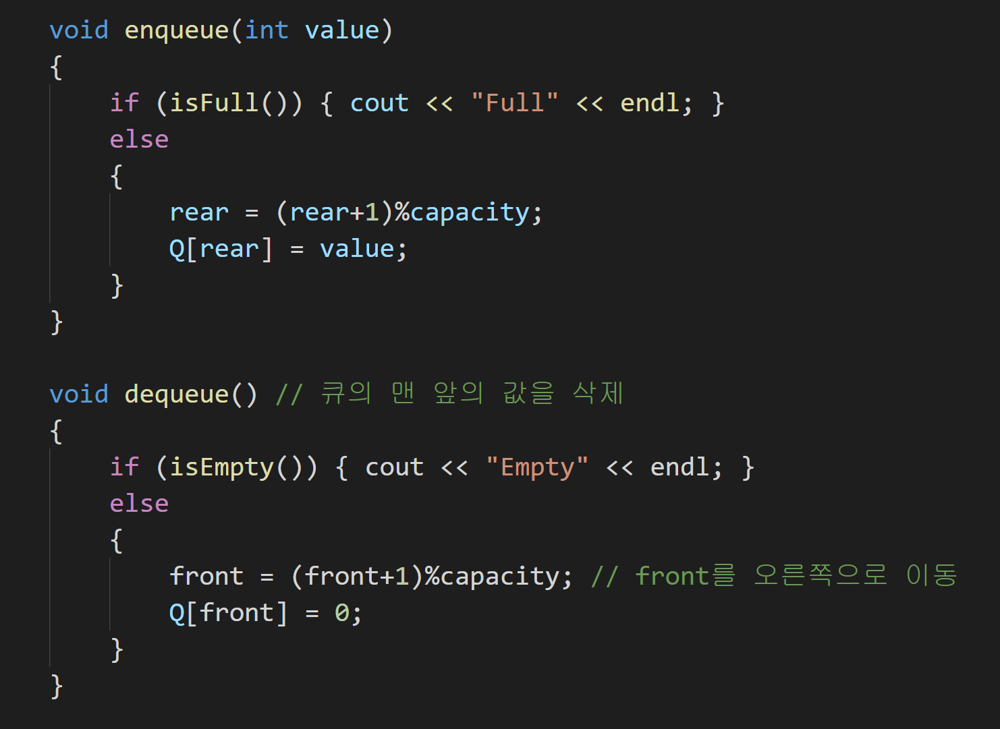 void enqueue(int value)
{
    if (isFull()) { cout << "Full" << endl; }
    else
    {
        rear = (rear+1)%capacity;
        Q[rear] = value;
    }
}
void dequeue() // 큐의 맨 앞의 값을 삭제
{
    if (isEmpty()) { cout << "Empty" << endl; }
    else
    {
        front = (front+1)%capacity; // front를 오른쪽으로 이동
        Q[front] = 0;
    }
}